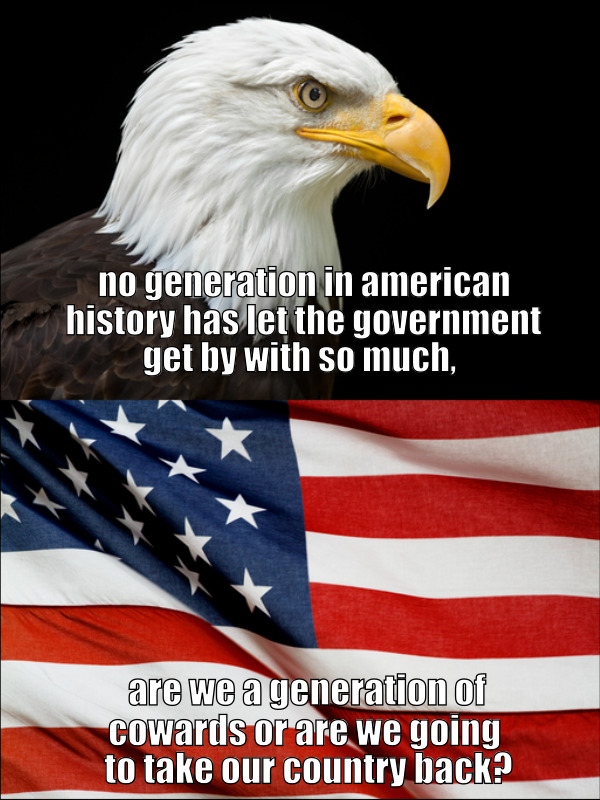 no generation in american
history has let the government
get by with so much,
are we a generation of
cowards or are we going
to take our country back?